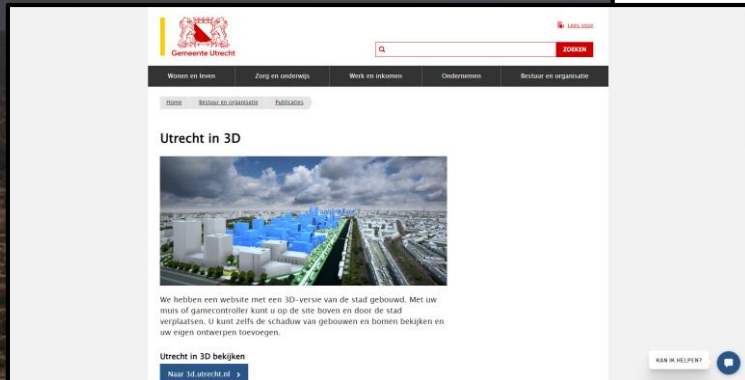 Lees voor
Gemeente Utrecht
ZOEKEN
Wonen en leven Zorg en onderwijs Werk en inkomen Ondernemen Bestuur en organisatie
Home Bestuur en organisatie Publicaties
Utrecht in 3D
We hebben een website met een 3D-versie van de stad gebouwd. Met uw
muis of gamecontroller kunt u op de site boven en door de stad
verplaatsen. U kunt zelfs de schaduw van gebouwen en bomen bekijken en
uw eigen ontwerpen toevoegen.
Utrecht in 3D bekijken
Naar 3d.utrecht.nl >
KAN IK HELPEN?